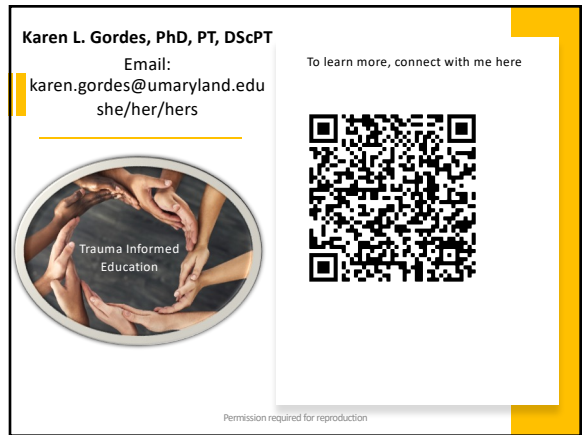 Karen L. Gordes, PhD, PT, DScPT
Email:
karen.gordes@umaryland.edu
she/her/hers
Trauma Informed
Education
To learn more, connect with me here
Permission required for reproduction